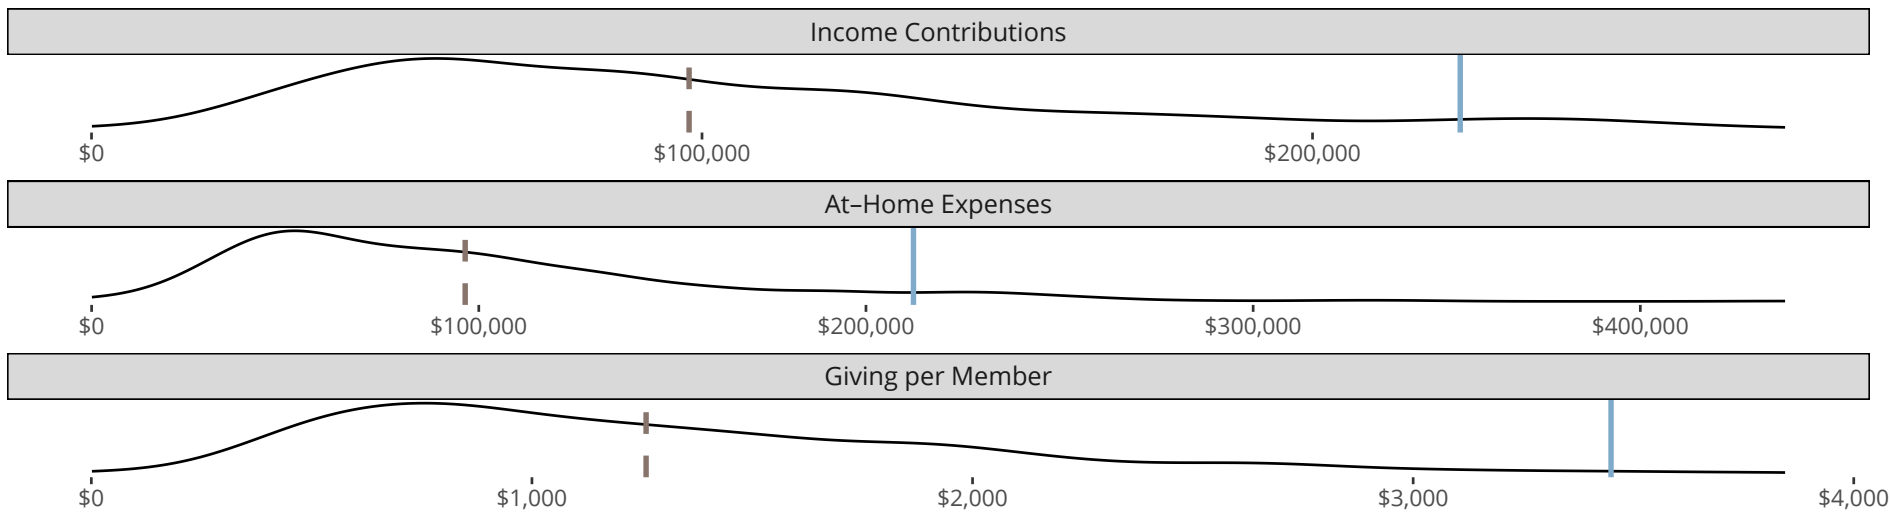 Income Contributions
$0 $100,000 $200,000
At–Home Expenses
$0 $100,000 $200,000 $300,000 $400,000
Giving per Member
$0 $1,000 $2,000 $3,000 $4,000